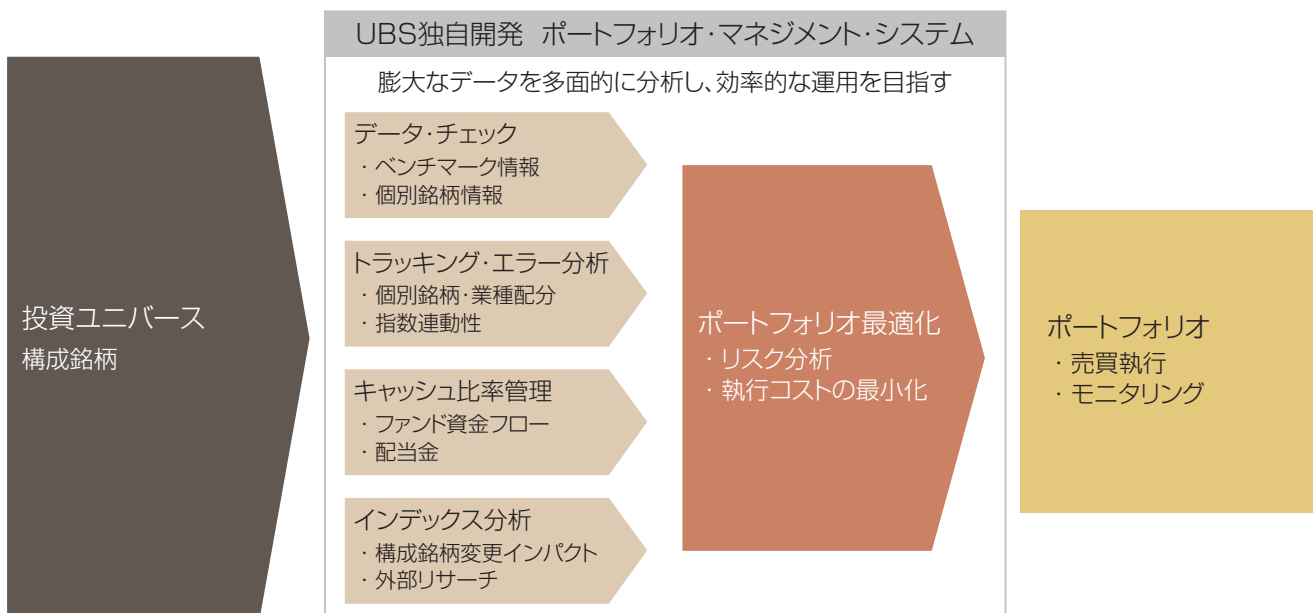 UBS独自開発 ポートフォリオ・マネジメント・システム
膨大なデータを多面的に分析し、効率的な運用を目指す
投資ユニバース
構成銘柄
データ・チェック
・ベンチマーク情報
・個別銘柄情報
トラッキング・エラー分析
・個別銘柄・業種配分
・指数連動性
キャッシュ比率管理
・ファンド資金フロー
・配当金
インデックス分析
・構成銘柄変更インパクト
・外部リサーチ
ポートフォリオ最適化
・リスク分析
・執行コストの最小化
ポートフォリオ
・売買執行
・モニタリング